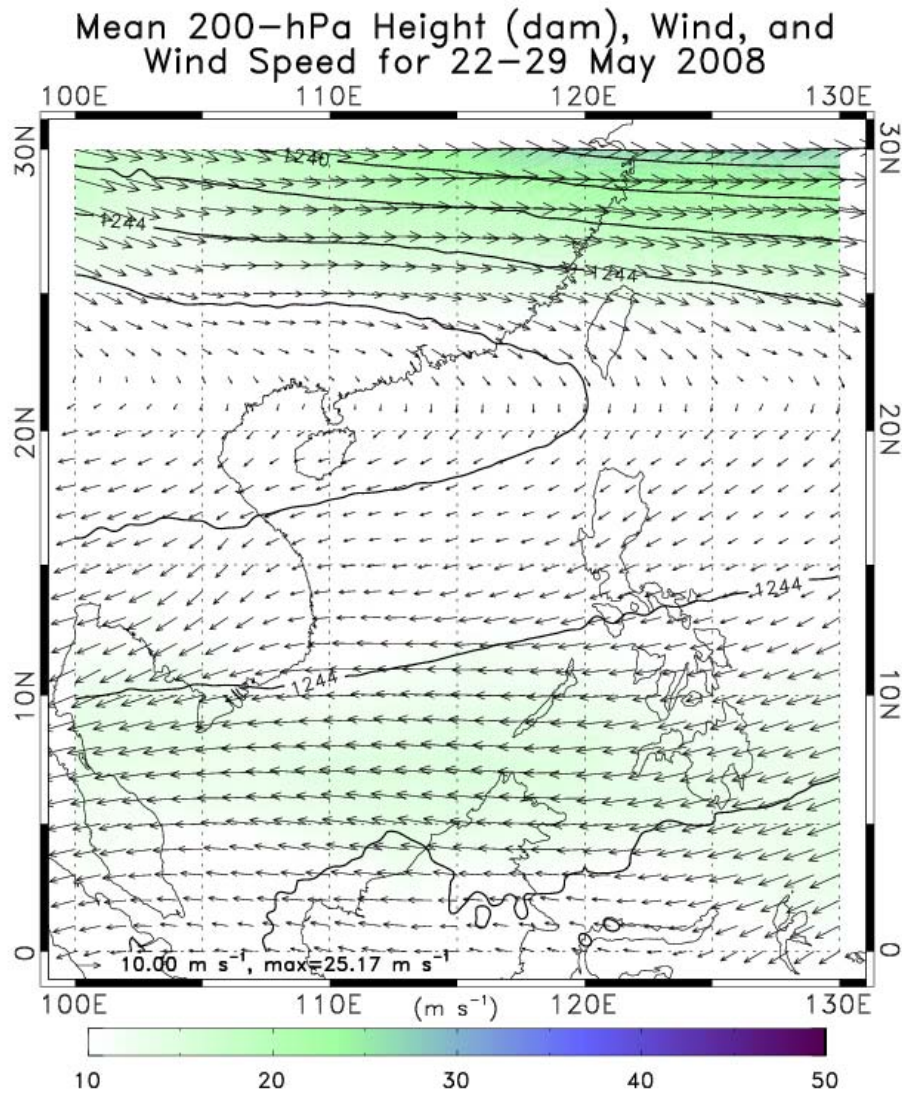 Mean 200-hPa Height (dam), Wind, and
Wind Speed for 22-29 May 2008
100E 110E 120E 130E
30N 30N
1240
1244
1244
20N 20N
1244
1244
10N 10N
0 0
10.00 m s⁻¹, max=25.17 m s⁻¹
100E 110E 120E 130E
(m s⁻¹)
10 20 30 40 50